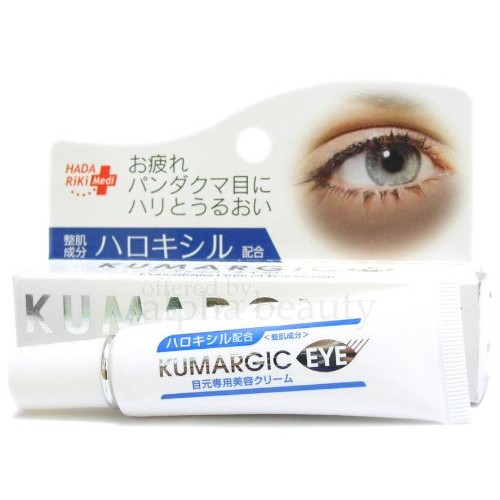 HADA
RiKi Medi
お疲れ
パンダクマ目に
ハリとうるおい
整肌
成分
ハロキシル 配合
KUMARGIC
offered by
alpha beauty
ハロキシル配合 <整肌成分>
KUMARGIC EYE
目元専用美容クリーム